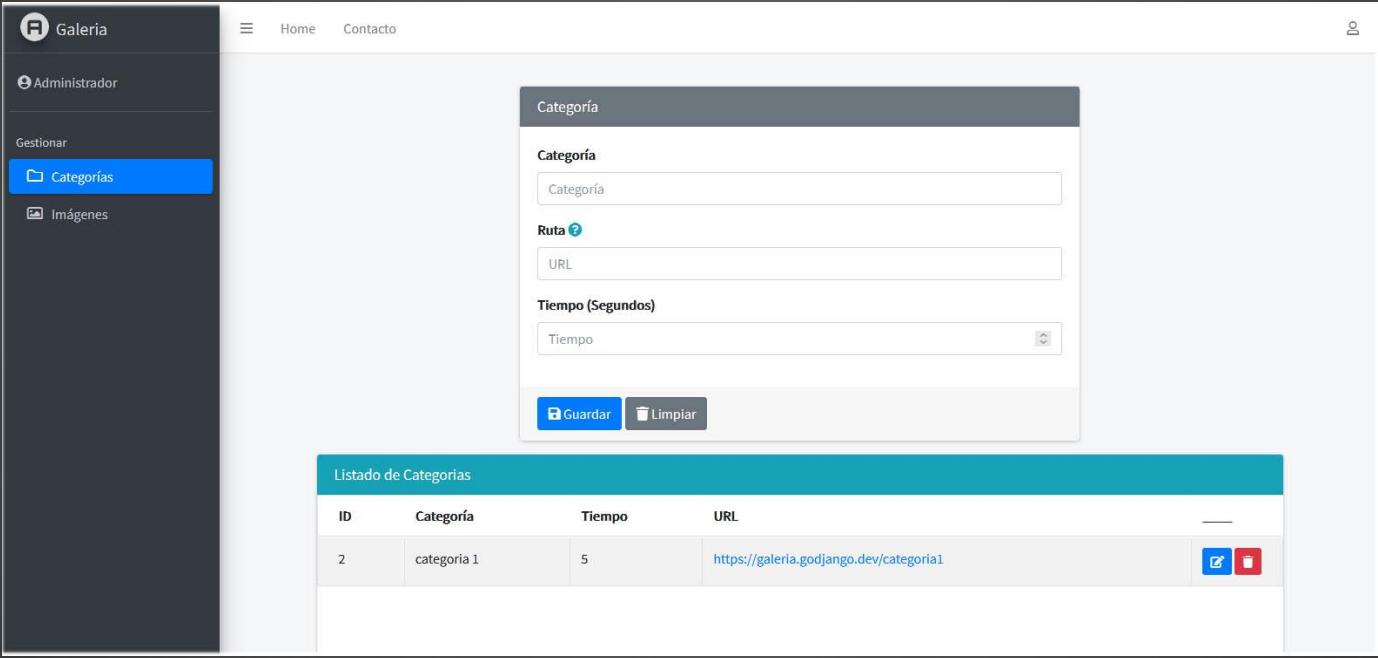 Galeria
Home Contacto
Administrador
Gestionar
Categorías
Imágenes
Categoría
Categoría
Categoría
Ruta
URL
Tiempo (Segundos)
Tiempo
Guardar Limpiar
Listado de Categorias
ID Categoría Tiempo URL ____
2 categoria 1 5 https://galeria.godjango.dev/categoria1